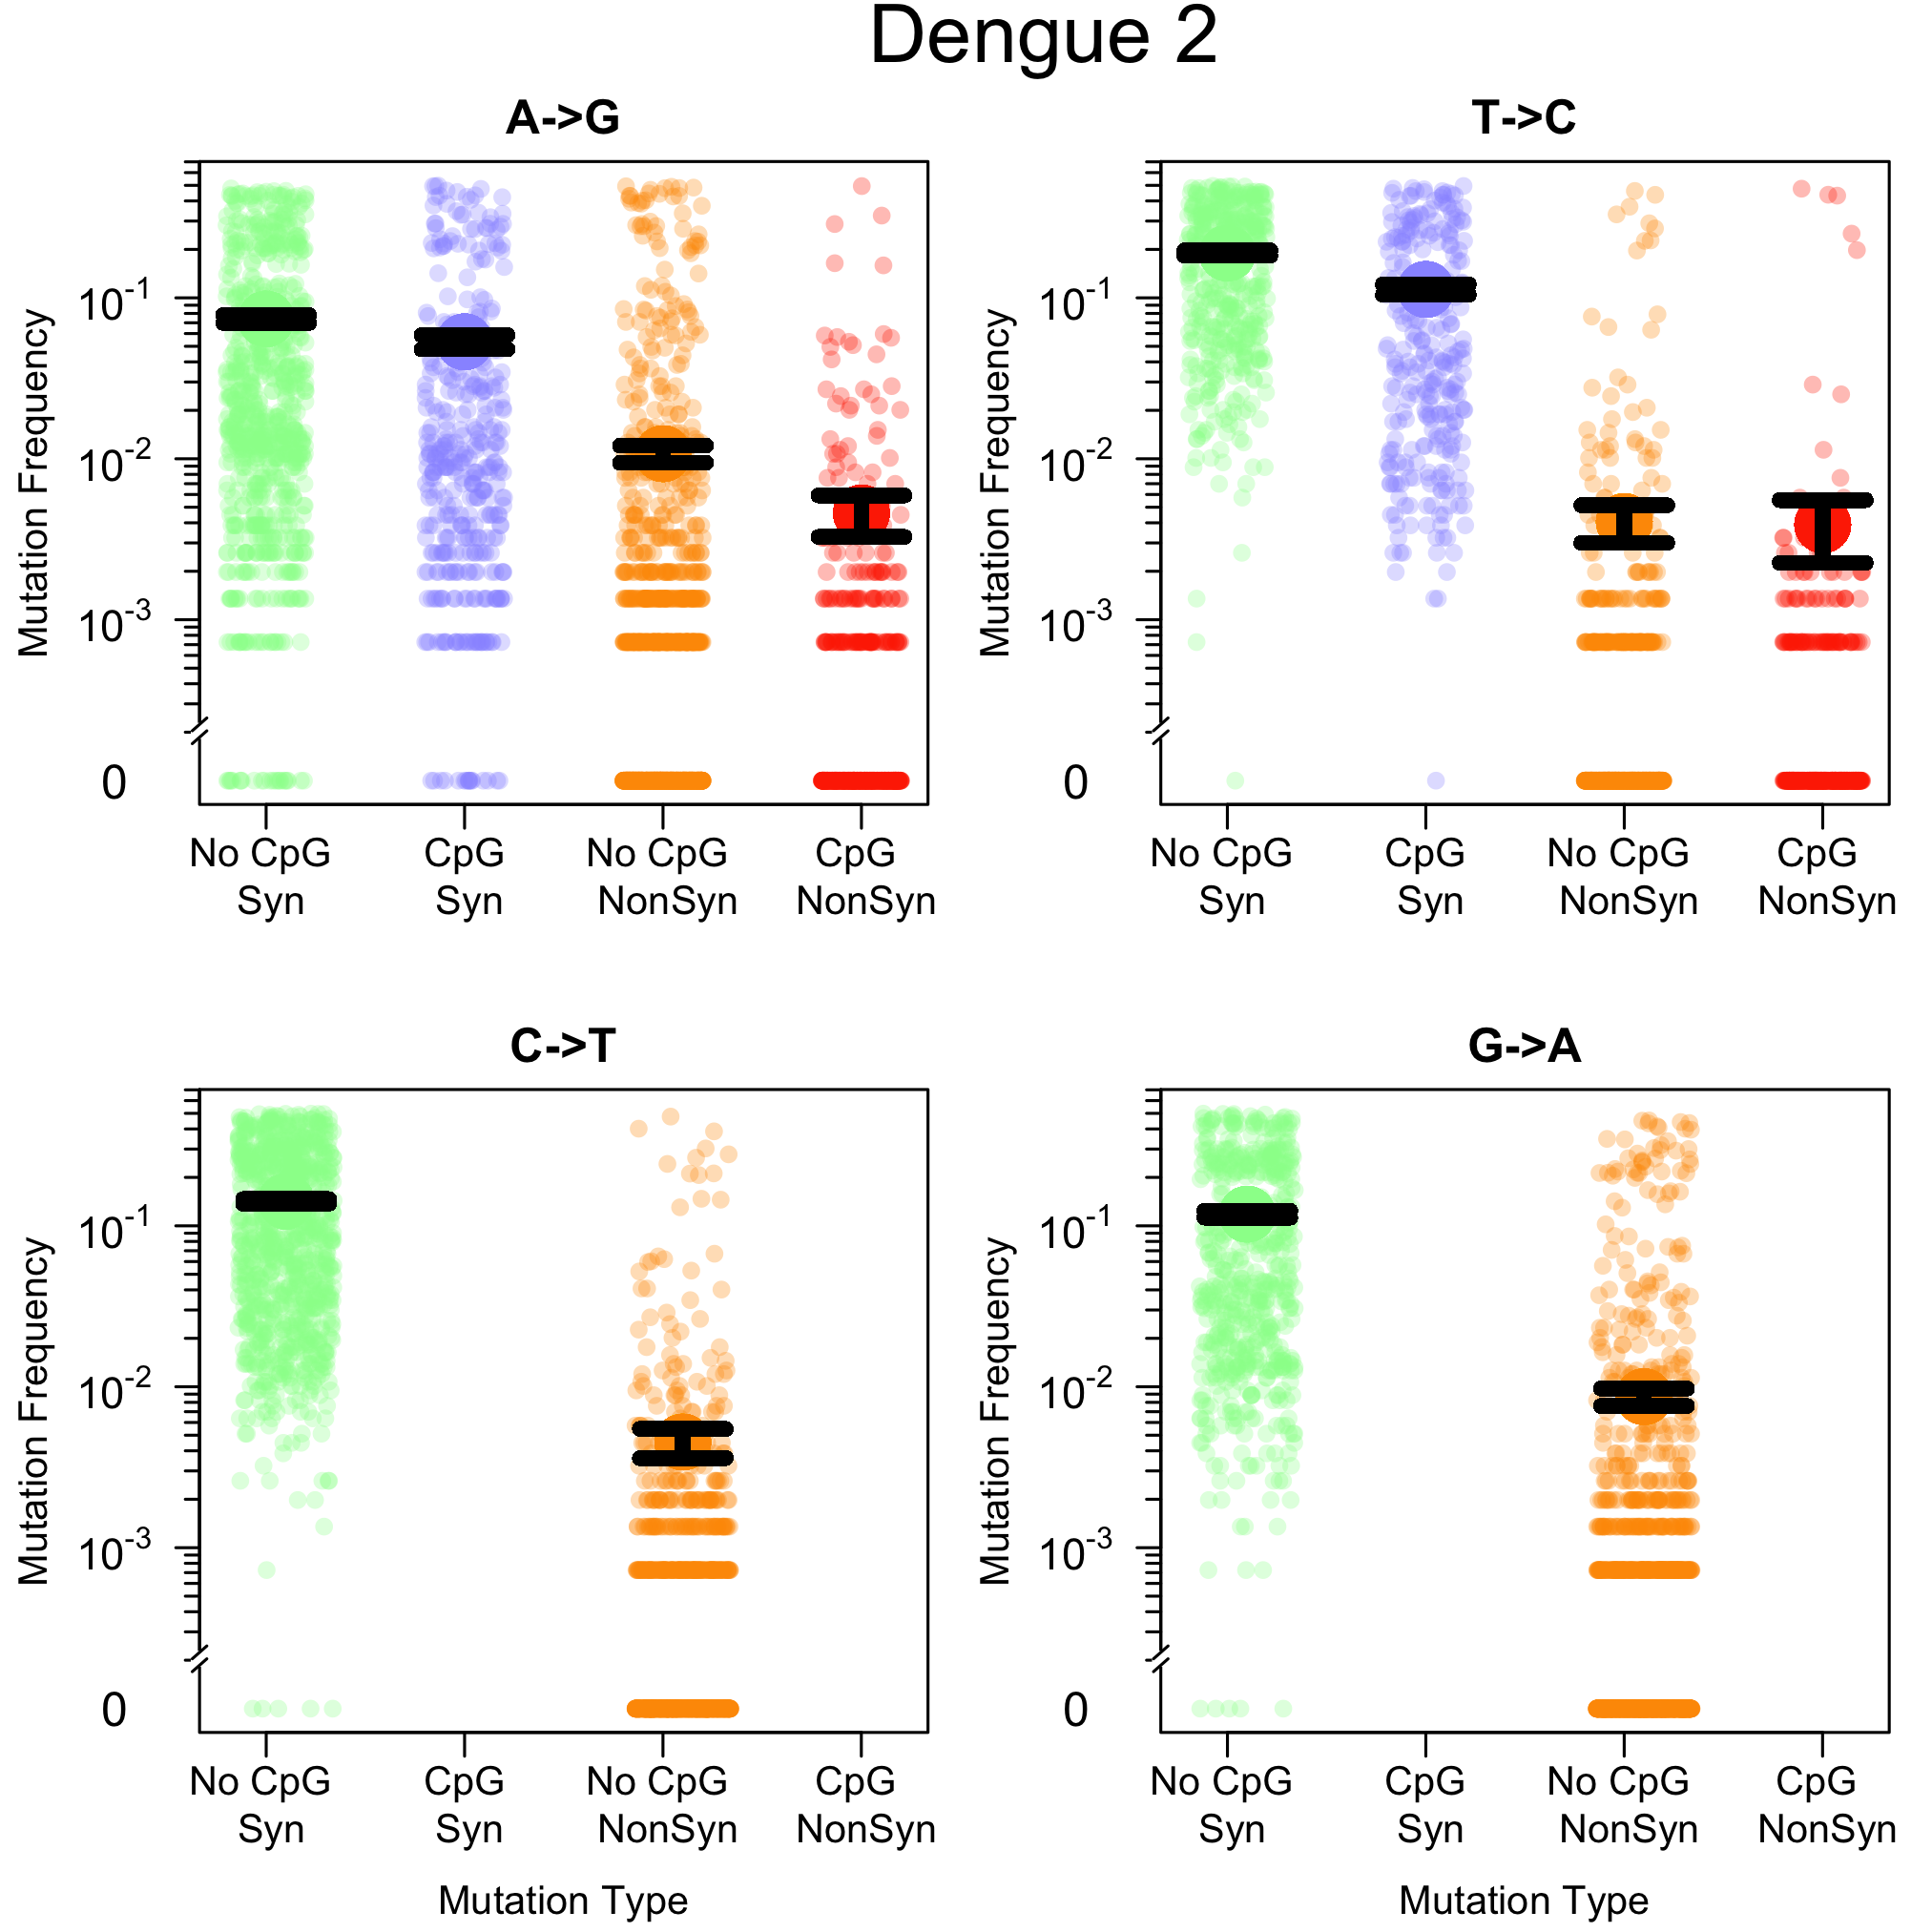 Dengue 2
A->G
Mutation Frequency
10-1
10-2
10-3
0
No CpG CpG No CpG CpG
Syn Syn NonSyn NonSyn
T->C
Mutation Frequency
10-1
10-2
10-3
0
No CpG CpG No CpG CpG
Syn Syn NonSyn NonSyn
C->T
Mutation Frequency
10-1
10-2
10-3
0
No CpG CpG No CpG CpG
Syn Syn NonSyn NonSyn
Mutation Type
G->A
Mutation Frequency
10-1
10-2
10-3
0
No CpG CpG No CpG CpG
Syn Syn NonSyn NonSyn
Mutation Type